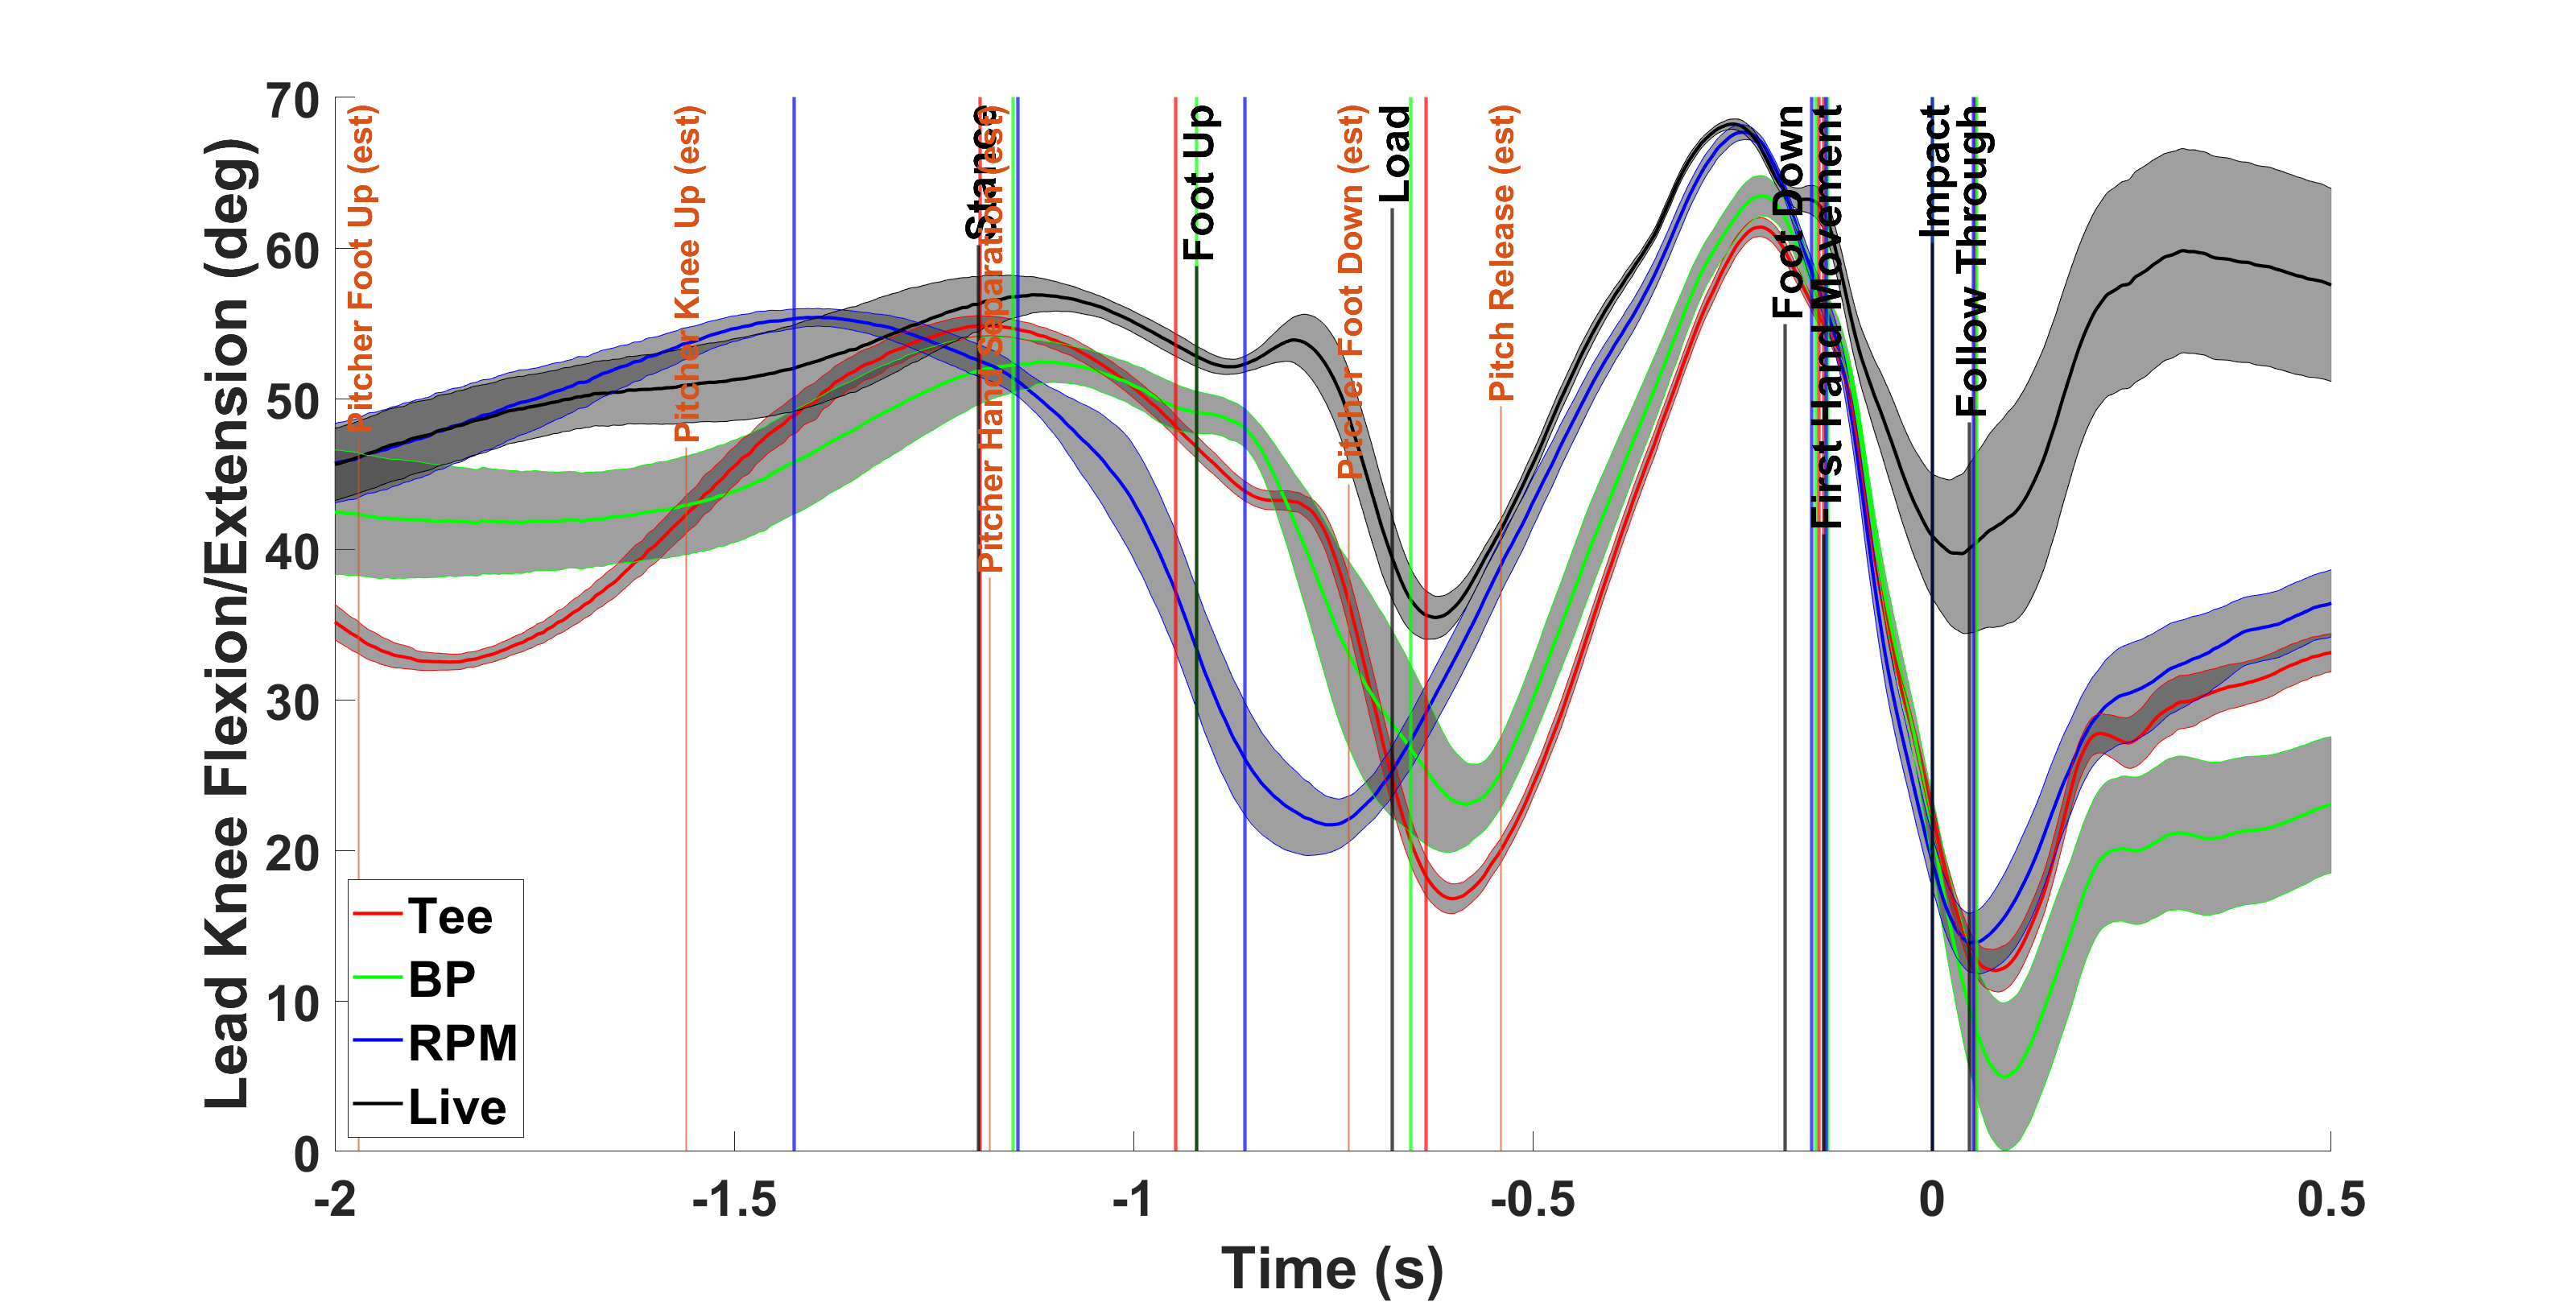 Lead Knee Flexion/Extension (deg)
70
60
50
40
30
20
10
0
Pitcher Foot Up (est)
Pitcher Knee Up (est)
Stance
Pitcher Hand Separation (est)
Foot Up
Pitcher Foot Down (est)
Load
Pitch Release (est)
Foot Down
First Hand Movement
Impact
Follow Through
Tee
BP
RPM
Live
-2
-1.5
-1
-0.5
0
0.5
Time (s)